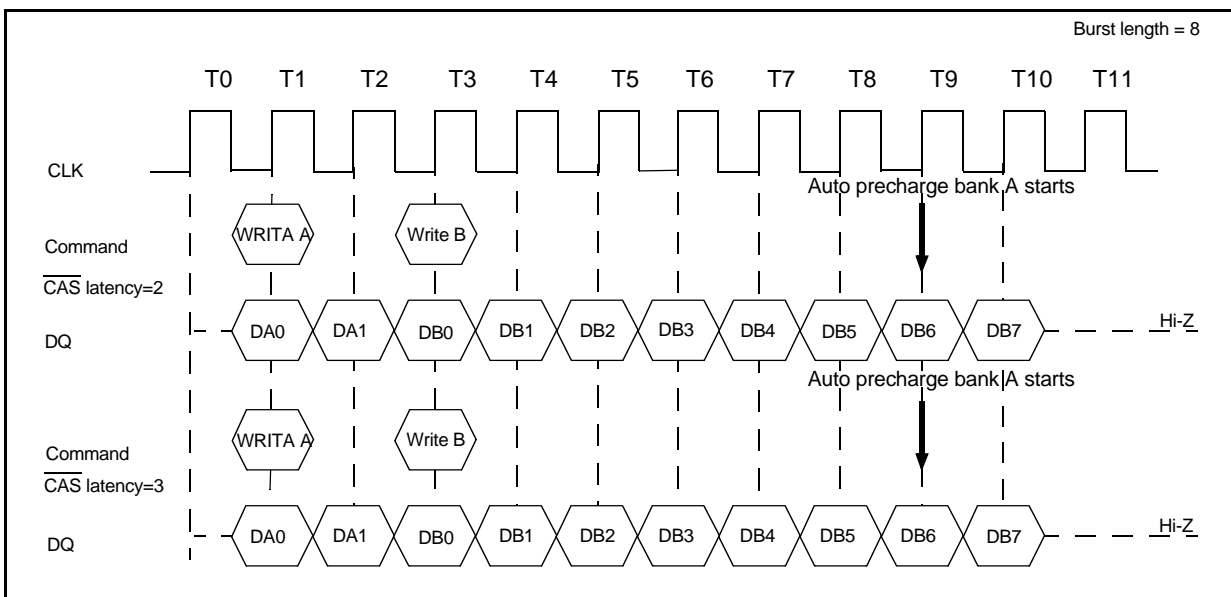 Burst length = 8
T0 T1 T2 T3 T4 T5 T6 T7 T8 T9 T10 T11
CLK
Auto precharge bank A starts
Command
WRITA A Write B
CAS latency=2
DQ
DA0 DA1 DB0 DB1 DB2 DB3 DB4 DB5 DB6 DB7 Hi-Z
Auto precharge bank A starts
Command
WRITA A Write B
CAS latency=3
DQ
DA0 DA1 DB0 DB1 DB2 DB3 DB4 DB5 DB6 DB7 Hi-Z